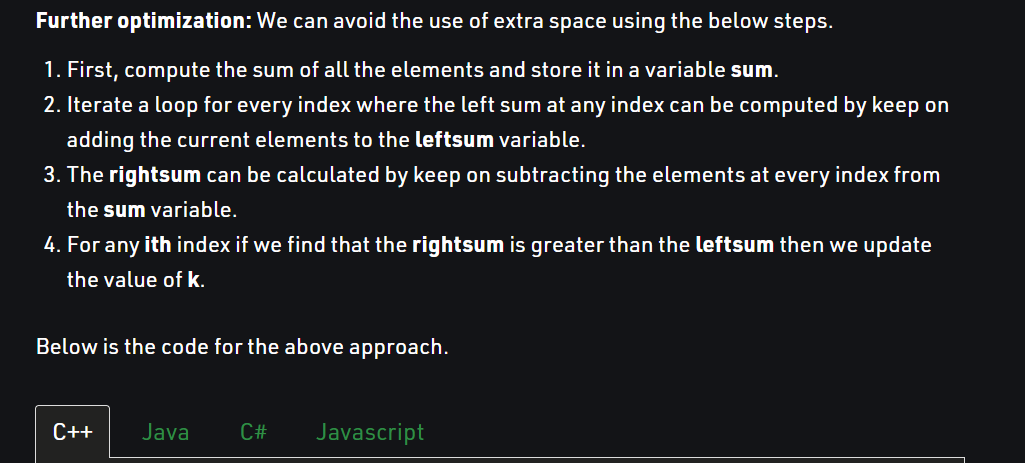 Further optimization: We can avoid the use of extra space using the below steps.
1. First, compute the sum of all the elements and store it in a variable sum.
2. Iterate a loop for every index where the left sum at any index can be computed by keep on
adding the current elements to the leftsum variable.
3. The rightsum can be calculated by keep on subtracting the elements at every index from
the sum variable.
4. For any ith index if we find that the rightsum is greater than the leftsum then we update
the value of k.
Below is the code for the above approach.
C++ Java C# Javascript